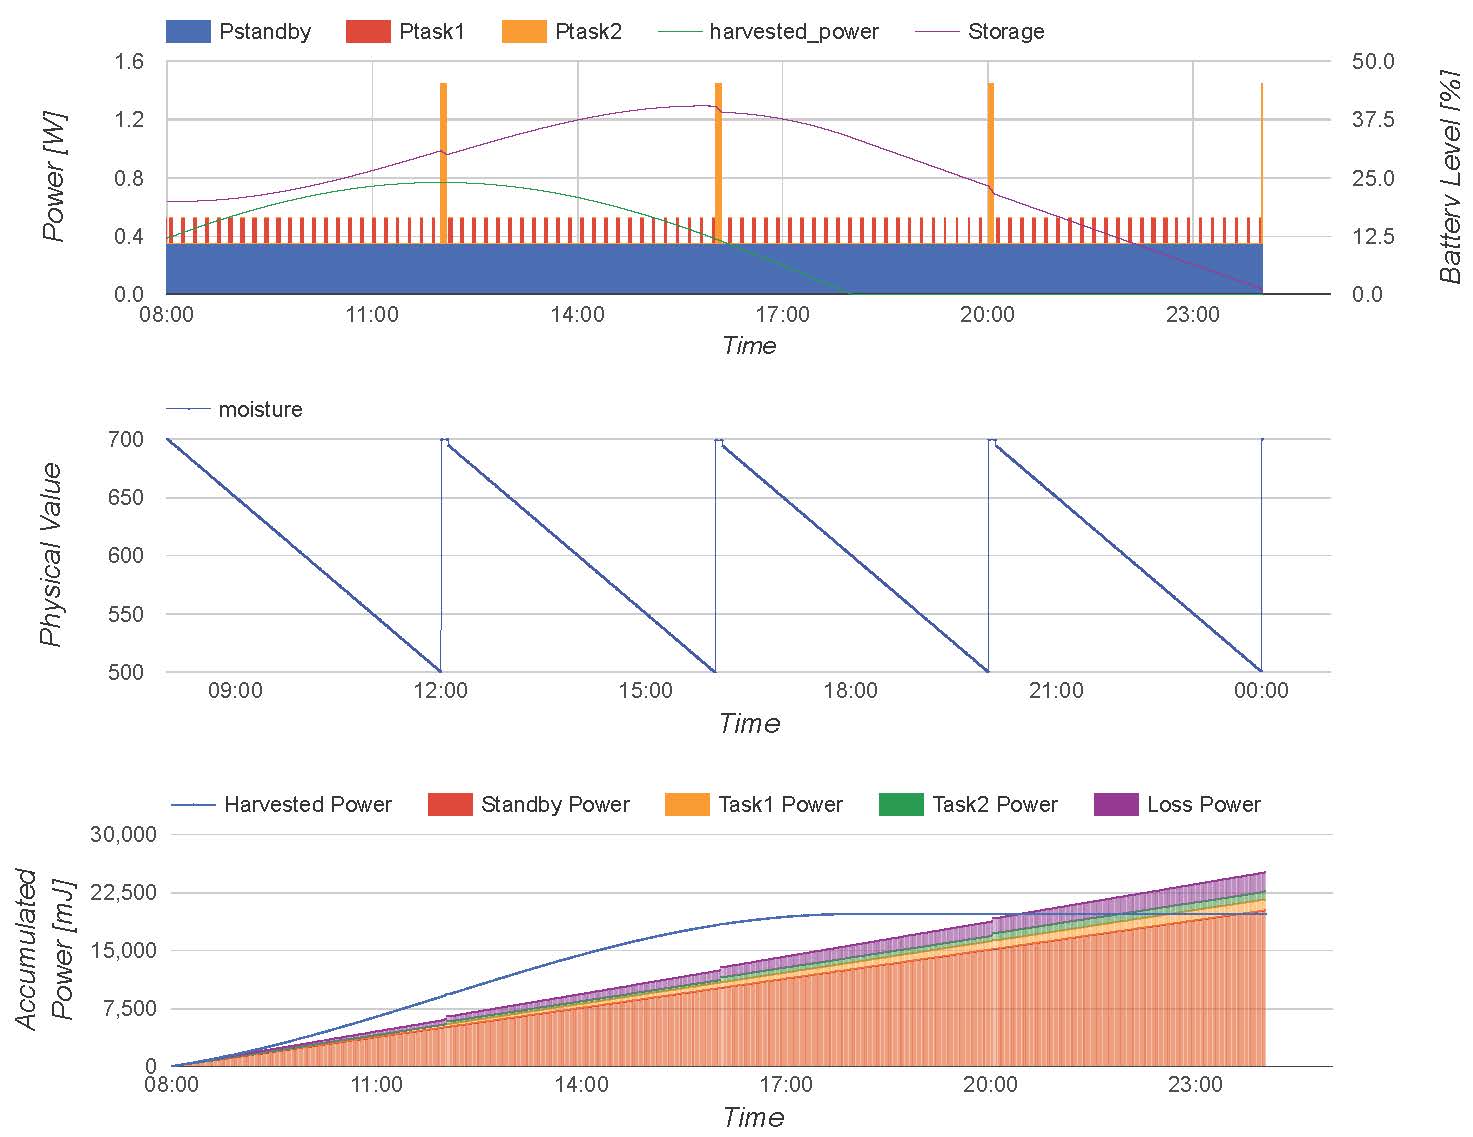 Pstandby Ptask1 Ptask2 harvested_power Storage
1.6 50.0
1.2 37.5
0.8 25.0
0.4 12.5
0.0 0.0
Power [W]
Battery Level [%]
08:00 11:00 14:00 17:00 20:00 23:00
Time
moisture
700
650
600
550
500
Physical Value
09:00 12:00 15:00 18:00 21:00 00:00
Time
Harvested Power Standby Power Task1 Power Task2 Power Loss Power
30,000
22,500
15,000
7,500
0
Accumulated
Power [mJ]
08:00 11:00 14:00 17:00 20:00 23:00
Time